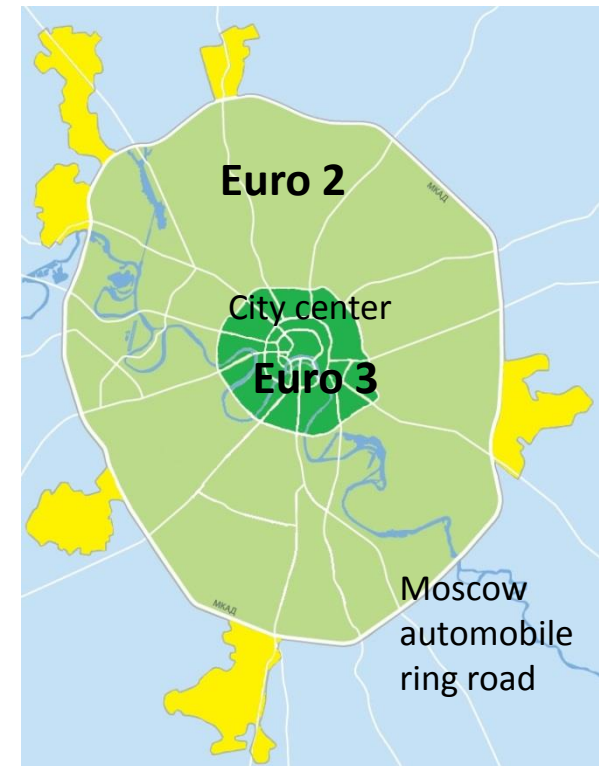 Euro 2
МКАД
City center
Euro 3
Moscow
automobile
ring road
МКАД